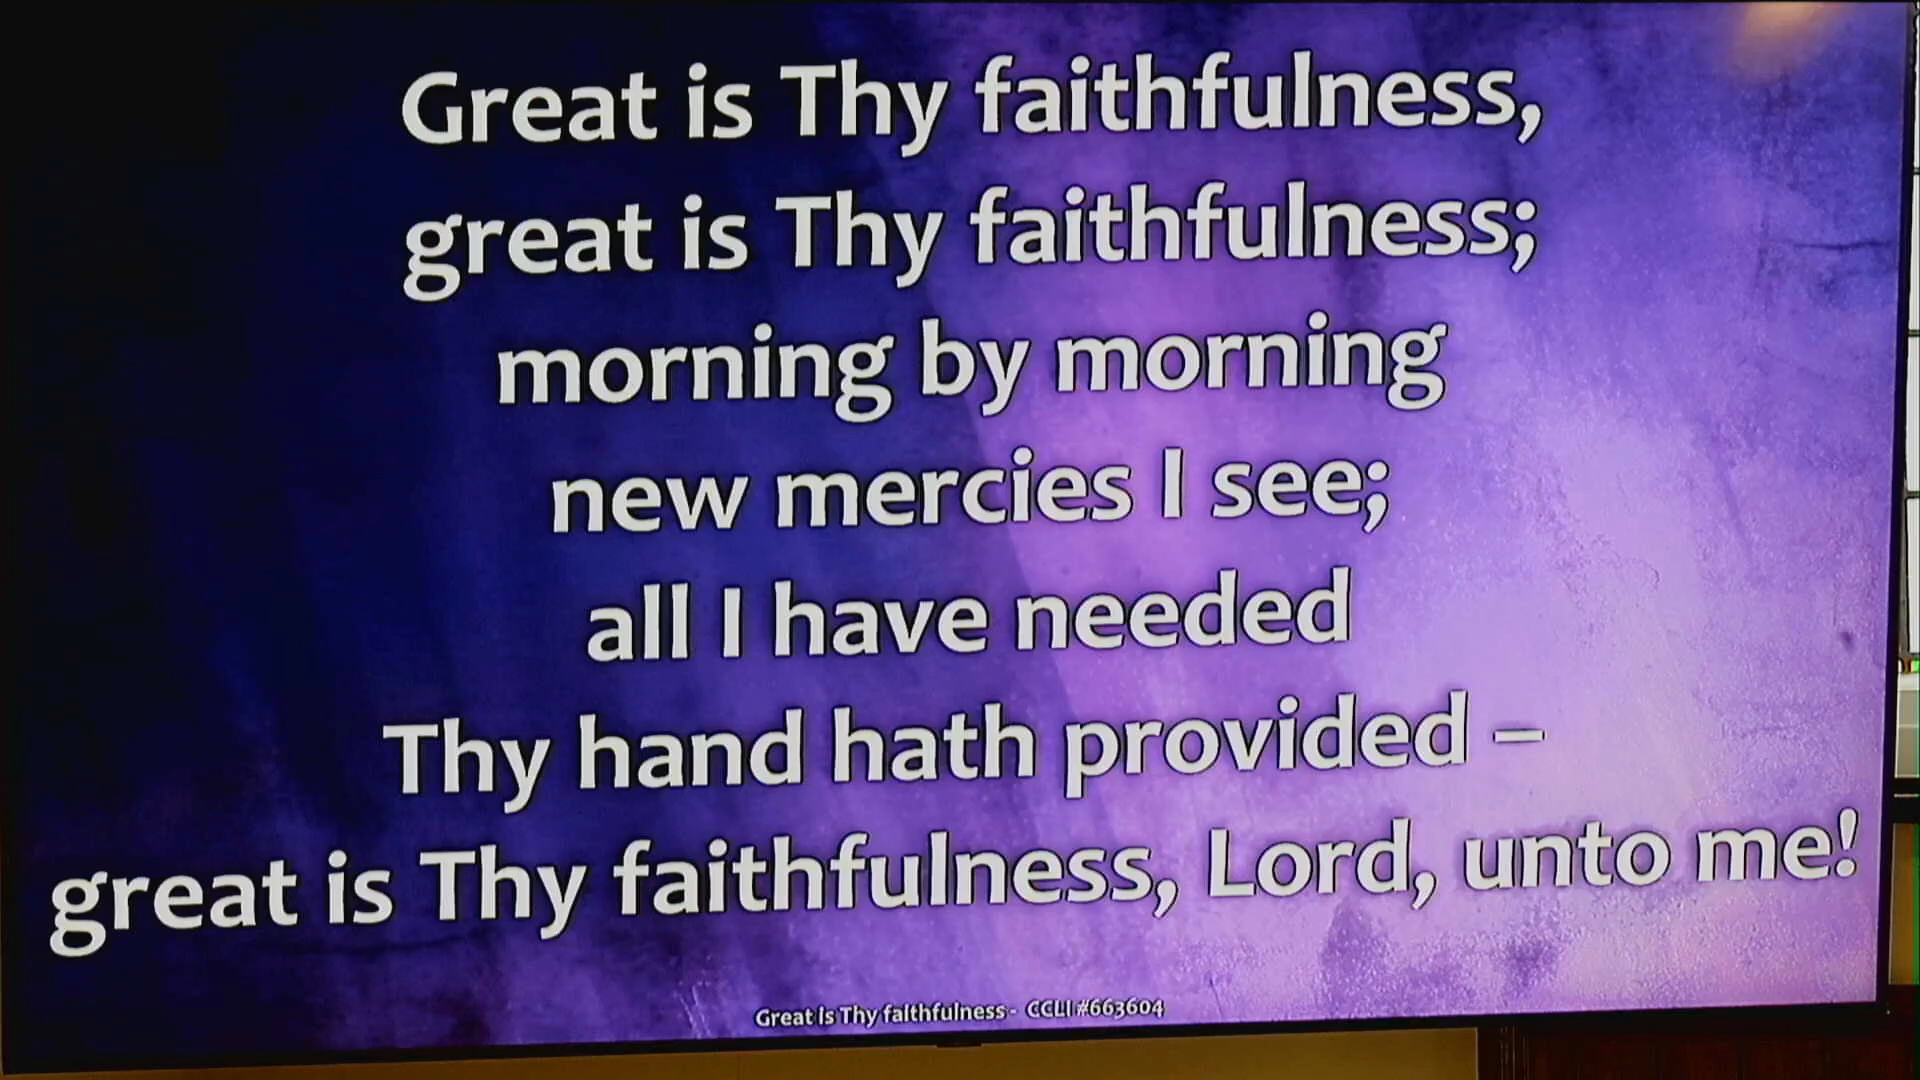 Great is Thy faithfulness,
great is Thy faithfulness;
morning by morning
new mercies I see;
all I have needed
Thy hand hath provided –
great is Thy faithfulness, Lord, unto me!
Great Is Thy faithfulness - CCLI #663604